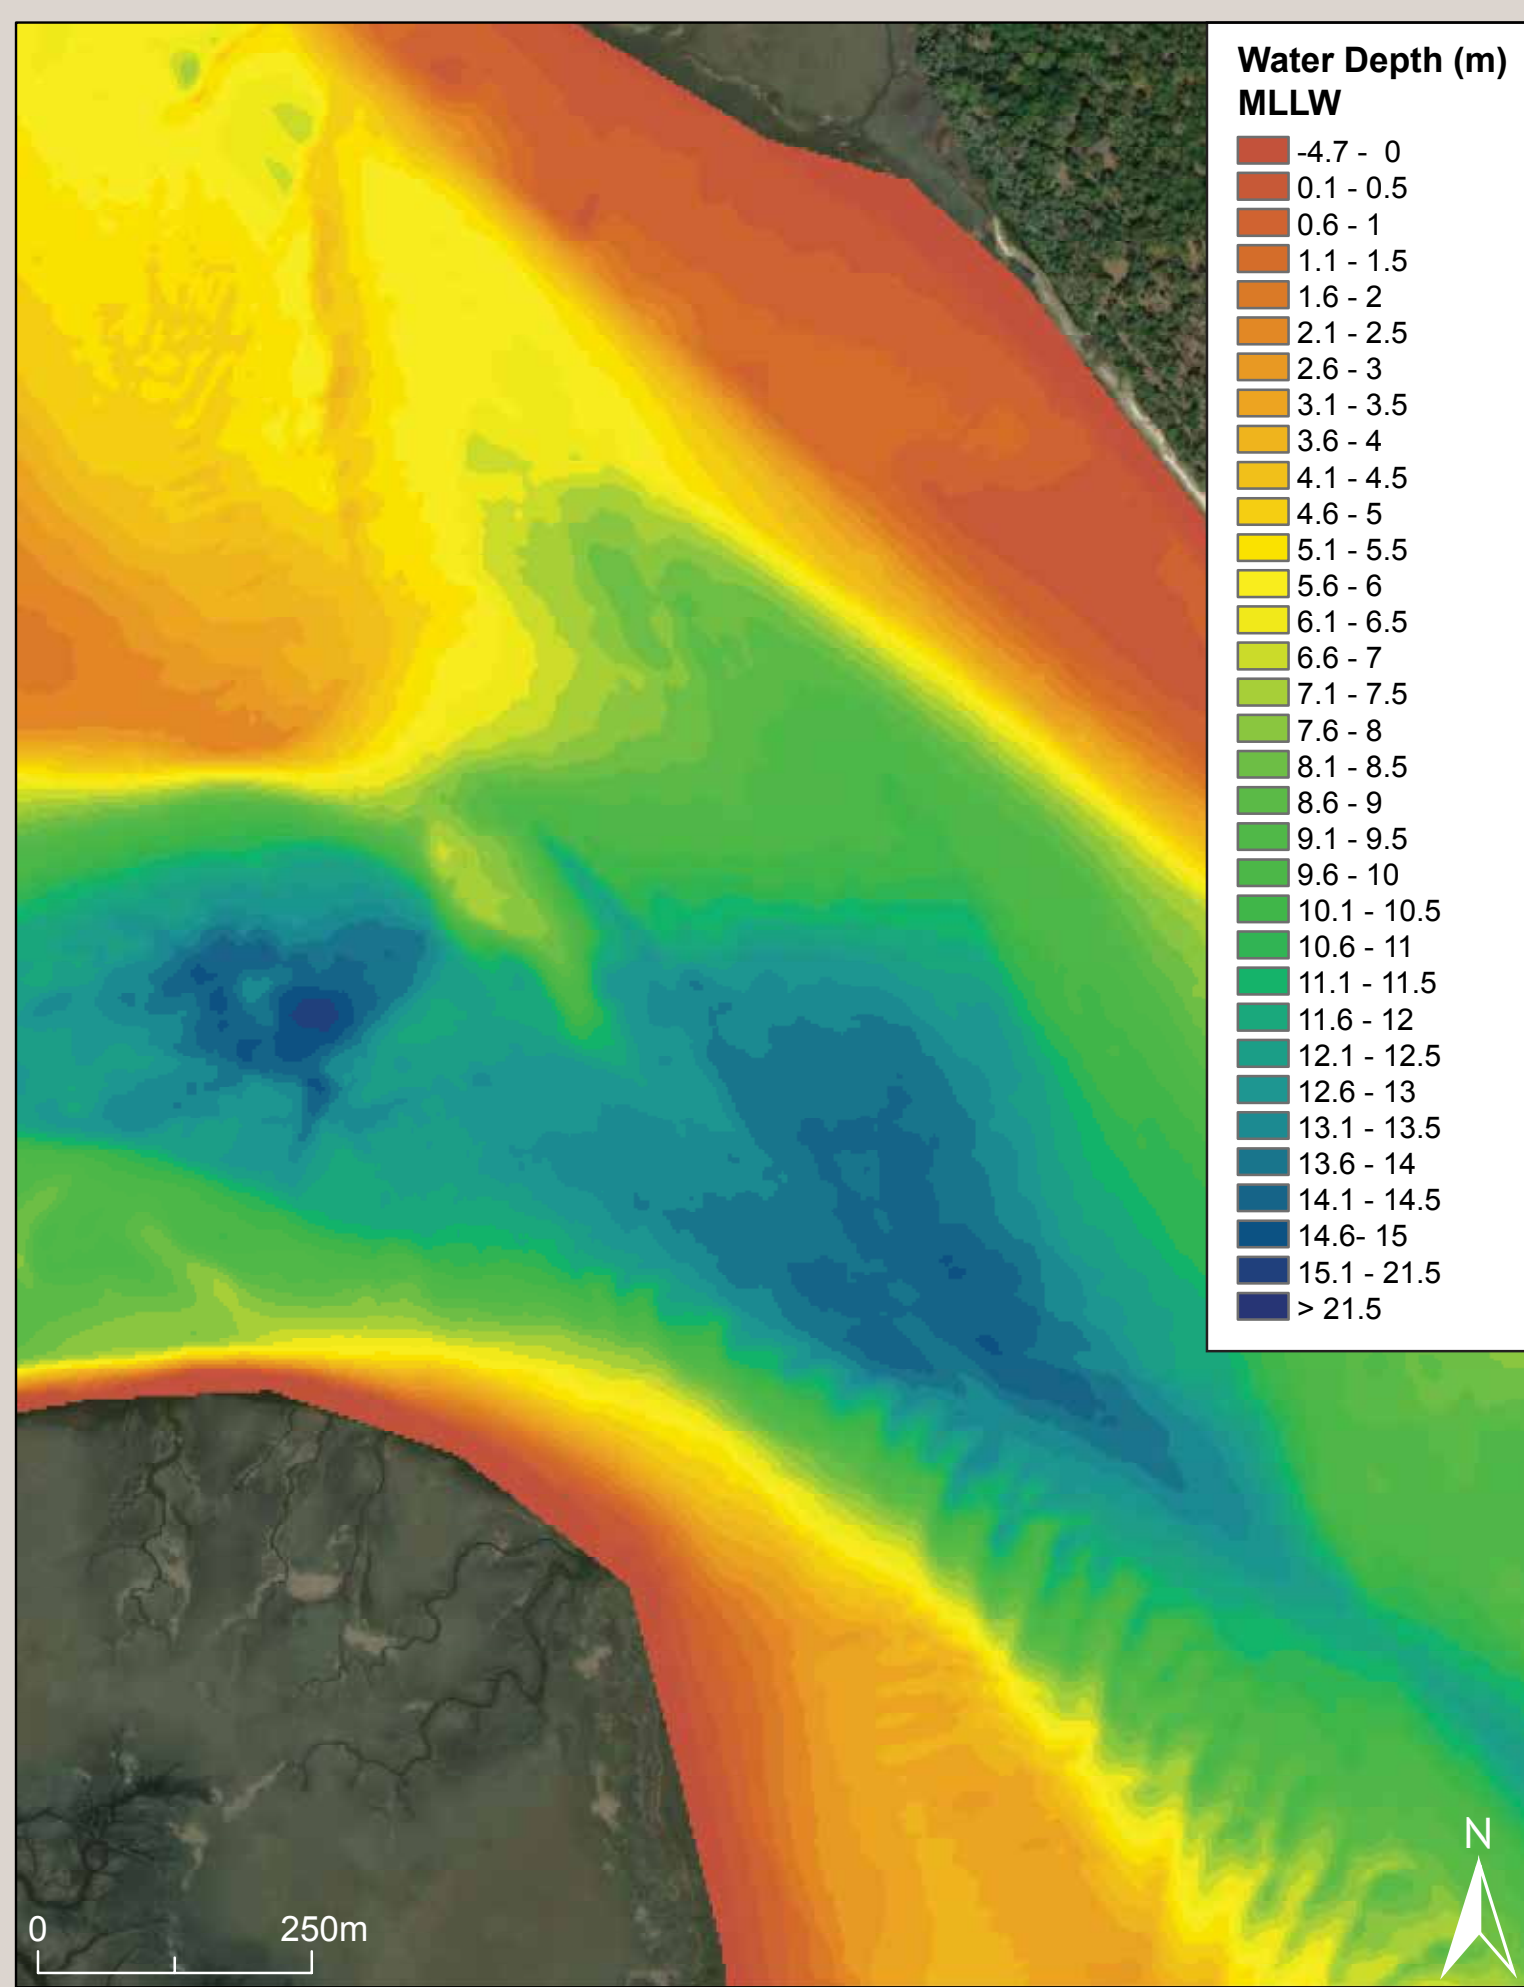 Water Depth (m)
MLLW
-4.7 -  0
0.1 - 0.5
0.6 - 1
1.1 - 1.5
1.6 - 2
2.1 - 2.5
2.6 - 3
3.1 - 3.5
3.6 - 4
4.1 - 4.5
4.6 - 5
5.1 - 5.5
5.6 - 6
6.1 - 6.5
6.6 - 7
7.1 - 7.5
7.6 - 8
8.1 - 8.5
8.6 - 9
9.1 - 9.5
9.6 - 10
10.1 - 10.5
10.6 - 11
11.1 - 11.5
11.6 - 12
12.1 - 12.5
12.6 - 13
13.1 - 13.5
13.6 - 14
14.1 - 14.5
14.6- 15
15.1 - 21.5
> 21.5
N
0 250m